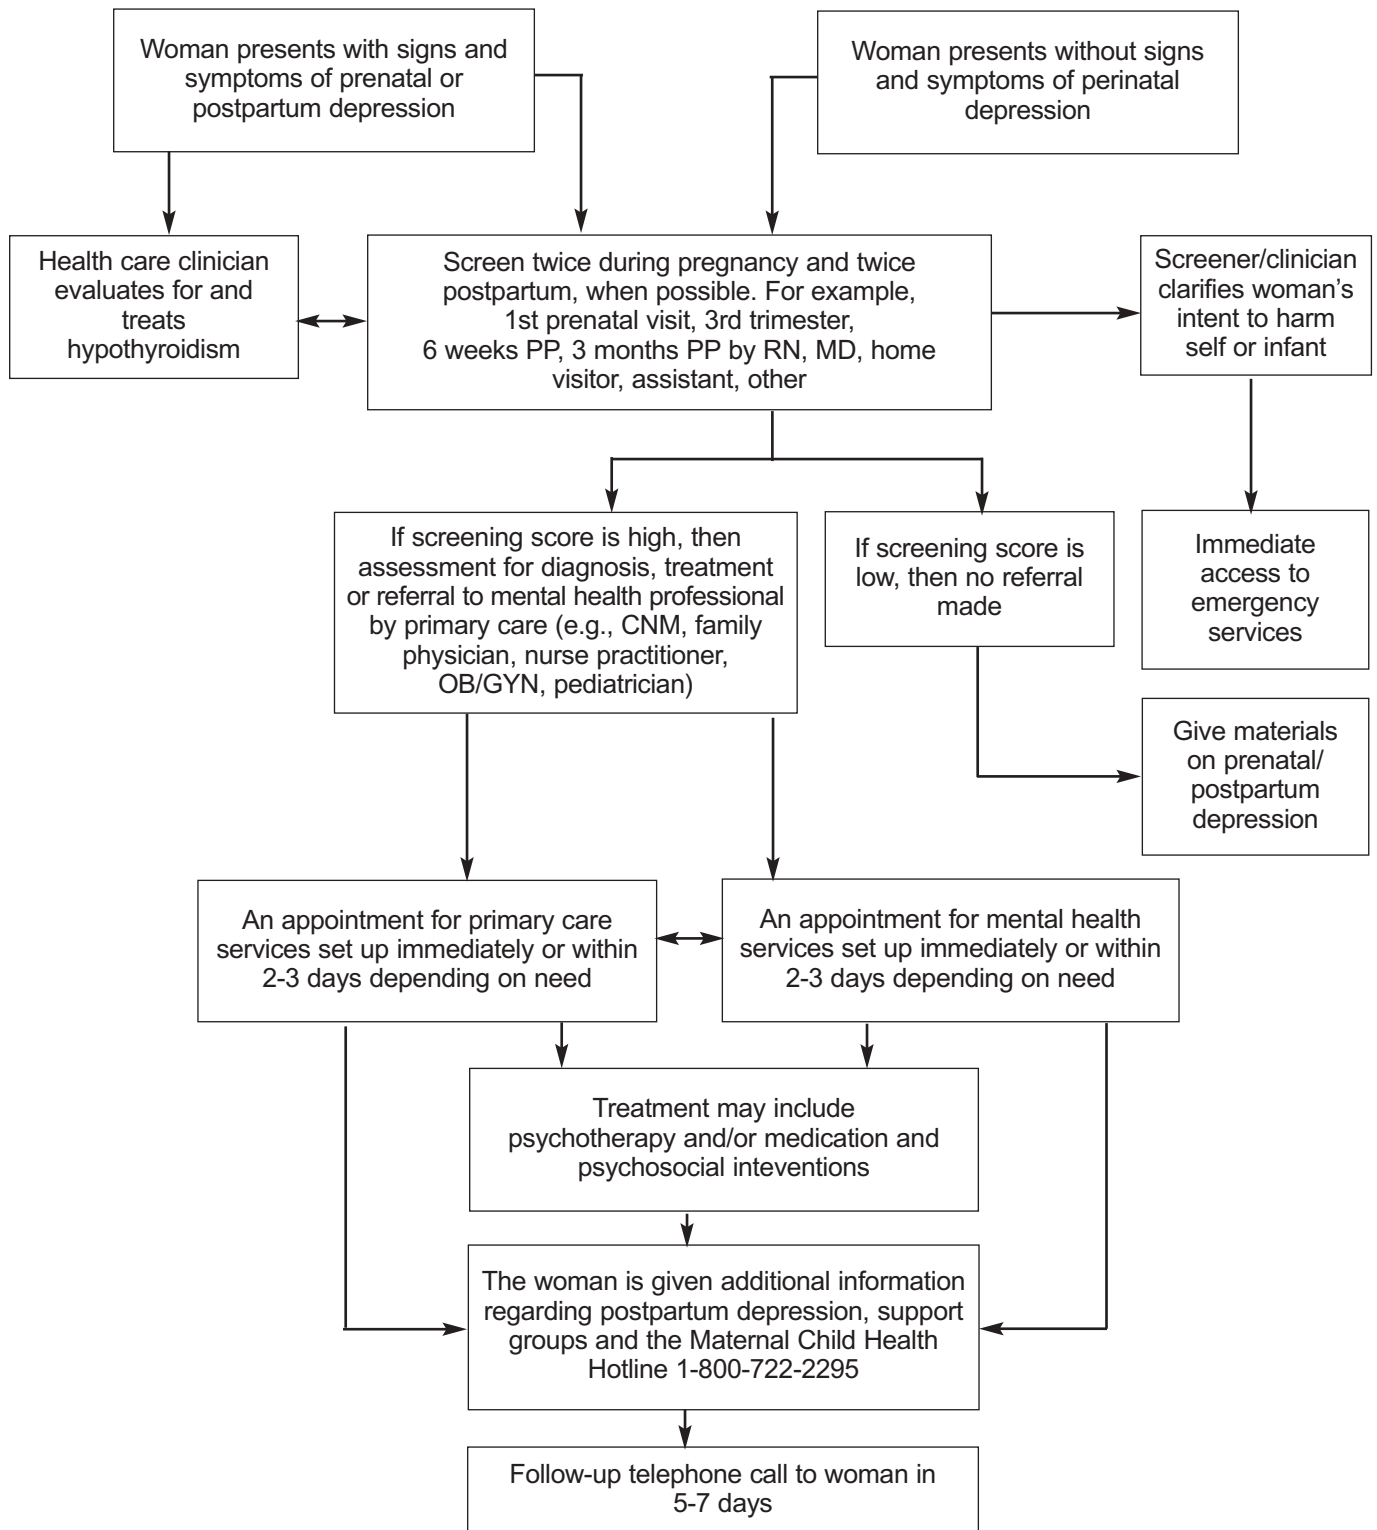 Woman presents with signs and
symptoms of prenatal or
postpartum depression
Woman presents without signs
and symptoms of perinatal
depression
Health care clinician
evaluates for and
treats
hypothyroidism
Screen twice during pregnancy and twice
postpartum, when possible. For example,
1st prenatal visit, 3rd trimester,
6 weeks PP, 3 months PP by RN, MD, home
visitor, assistant, other
Screener/clinician
clarifies woman's
intent to harm
self or infant
If screening score is high, then
assessment for diagnosis, treatment
or referral to mental health professional
by primary care (e.g., CNM, family
physician, nurse practitioner,
OB/GYN, pediatrician)
If screening score is
low, then no referral
made
Immediate
access to
emergency
services
Give materials
on prenatal/
postpartum
depression
An appointment for primary care
services set up immediately or within
2-3 days depending on need
An appointment for mental health
services set up immediately or within
2-3 days depending on need
Treatment may include
psychotherapy and/or medication and
psychosocial inteventions
The woman is given additional information
regarding postpartum depression, support
groups and the Maternal Child Health
Hotline 1-800-722-2295
Follow-up telephone call to woman in
5-7 days